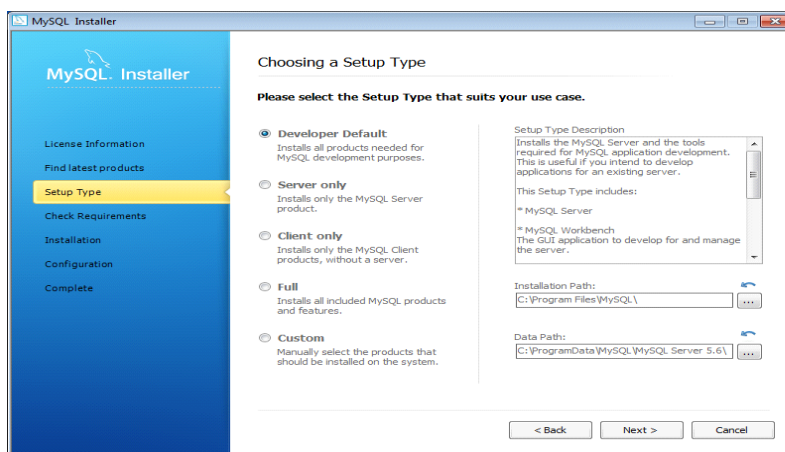 MySQL Installer
MySQL. Installer
License Information
Find latest products
Setup Type
Check Requirements
Installation
Configuration
Complete
Choosing a Setup Type
Please select the Setup Type that suits your use case.
Developer Default
Installs all products needed for
MySQL development purposes.
Server only
Installs only the MySQL Server
product.
Client only
Installs only the MySQL Client
products, without a server.
Full
Installs all included MySQL products
and features.
Custom
Manually select the products that
should be installed on the system.
Setup Type Description
Installs the MySQL Server and the tools
required for MySQL application development.
This is useful if you intend to develop
applications for an existing server.
This Setup Type includes:
* MySQL Server
* MySQL Workbench
The GUI application to develop for and manage
the server.
Installation Path:
C:\Program Files\MySQL\
...
Data Path:
C:\ProgramData\MySQL\MySQL Server 5.6\
...
< Back
Next >
Cancel